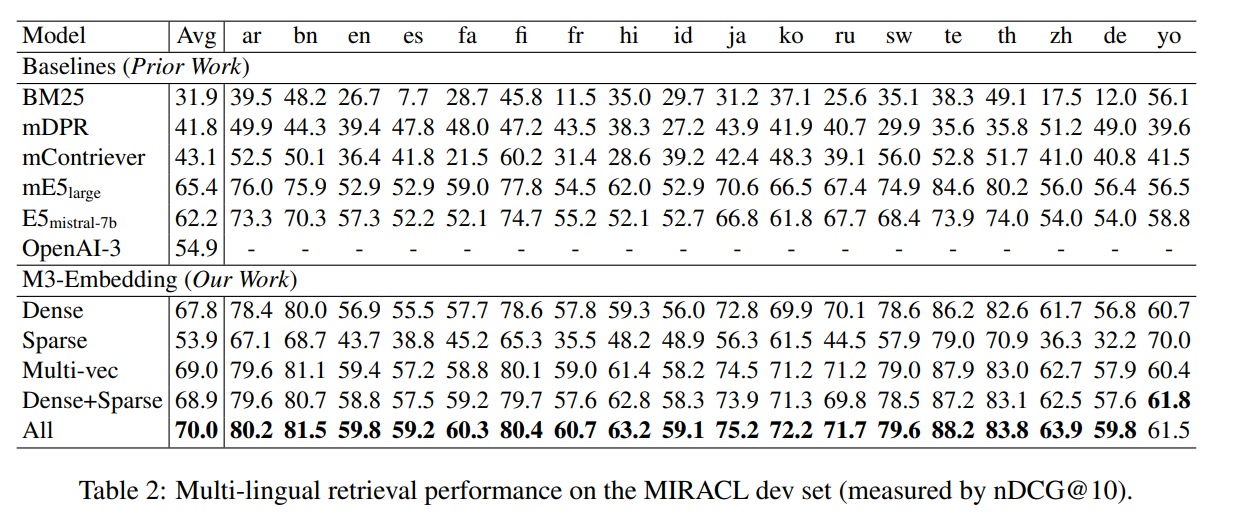 Model Avg ar bn en es fa fi fr hi id ja ko ru sw te th zh de yo
Baselines (Prior Work)
BM25 31.9 39.5 48.2 26.7 7.7 28.7 45.8 11.5 35.0 29.7 31.2 37.1 25.6 35.1 38.3 49.1 17.5 12.0 56.1
mDPR 41.8 49.9 44.3 39.4 47.8 48.0 47.2 43.5 38.3 27.2 43.9 41.9 40.7 29.9 35.6 35.8 51.2 49.0 39.6
mContriever 43.1 52.5 50.1 36.4 41.8 21.5 60.2 31.4 28.6 39.2 42.4 48.3 39.1 56.0 52.8 51.7 41.0 40.8 41.5
mE5large 65.4 76.0 75.9 52.9 52.9 59.0 77.8 54.5 62.0 52.9 70.6 66.5 67.4 74.9 84.6 80.2 56.0 56.4 56.5
E5mistral-7b 62.2 73.3 70.3 57.3 52.2 52.1 74.7 55.2 52.1 52.7 66.8 61.8 67.7 68.4 73.9 74.0 54.0 54.0 58.8
OpenAI-3 54.9 - - - - - - - - - - - - - - - - - -
M3-Embedding (Our Work)
Dense 67.8 78.4 80.0 56.9 55.5 57.7 78.6 57.8 59.3 56.0 72.8 69.9 70.1 78.6 86.2 82.6 61.7 56.8 60.7
Sparse 53.9 67.1 68.7 43.7 38.8 45.2 65.3 35.5 48.2 48.9 56.3 61.5 44.5 57.9 79.0 70.9 36.3 32.2 70.0
Multi-vec 69.0 79.6 81.1 59.4 57.2 58.8 80.1 59.0 61.4 58.2 74.5 71.2 71.2 79.0 87.9 83.0 62.7 57.9 60.4
Dense+Sparse 68.9 79.6 80.7 58.8 57.5 59.2 79.7 57.6 62.8 58.3 73.9 71.3 69.8 78.5 87.2 83.1 62.5 57.6 61.8
All 70.0 80.2 81.5 59.8 59.2 60.3 80.4 60.7 63.2 59.1 75.2 72.2 71.7 79.6 88.2 83.8 63.9 59.8 61.5
Table 2: Multi-lingual retrieval performance on the MIRACL dev set (measured by nDCG@10).